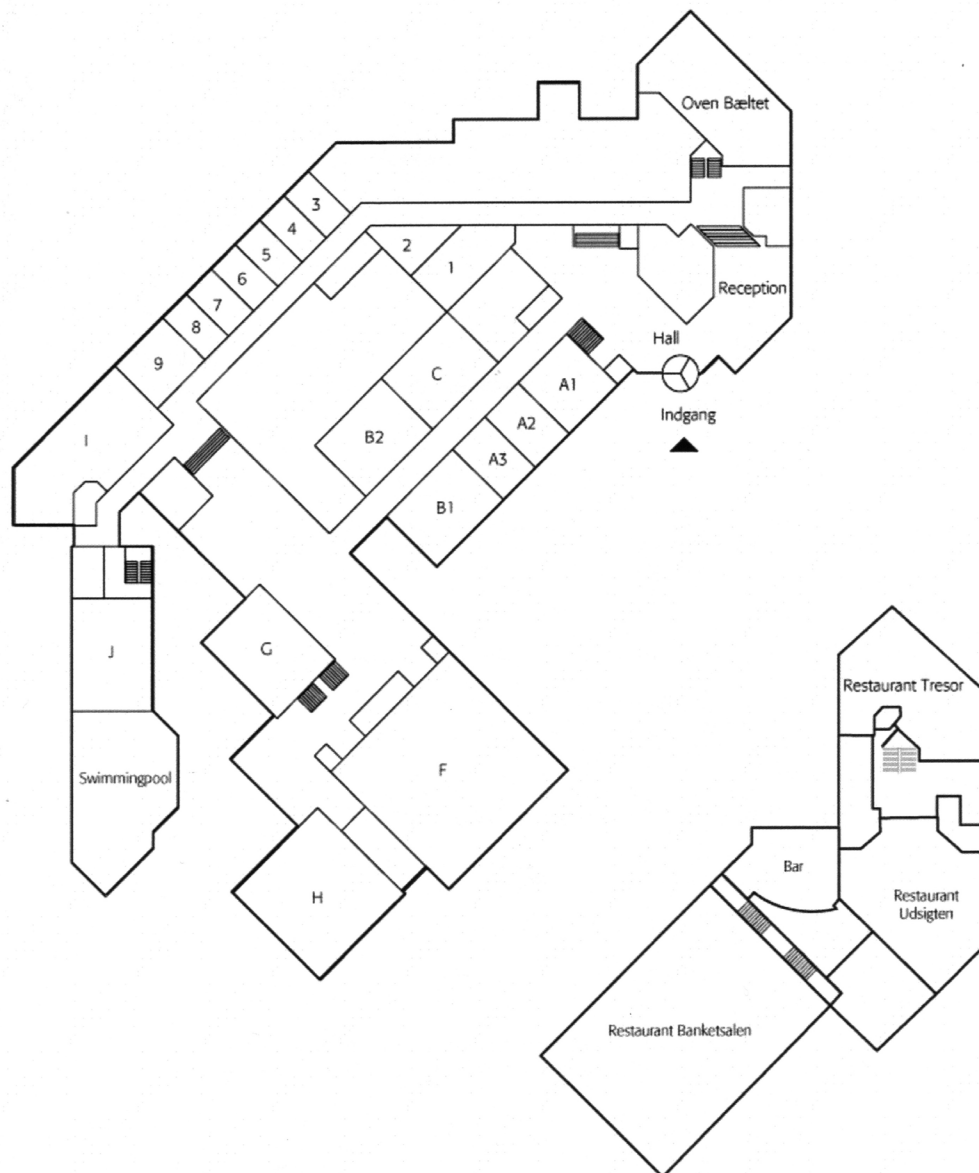 Oven Bæltet
3
4
2
5
1
6
Reception
7
8
Hall
9
C
A1
Indgang
A2
I
B2
A3
B1
G
J
Restaurant Tresor
F
Swimmingpool
Bar
H
Restaurant
Udsigten
Restaurant Banketsalen